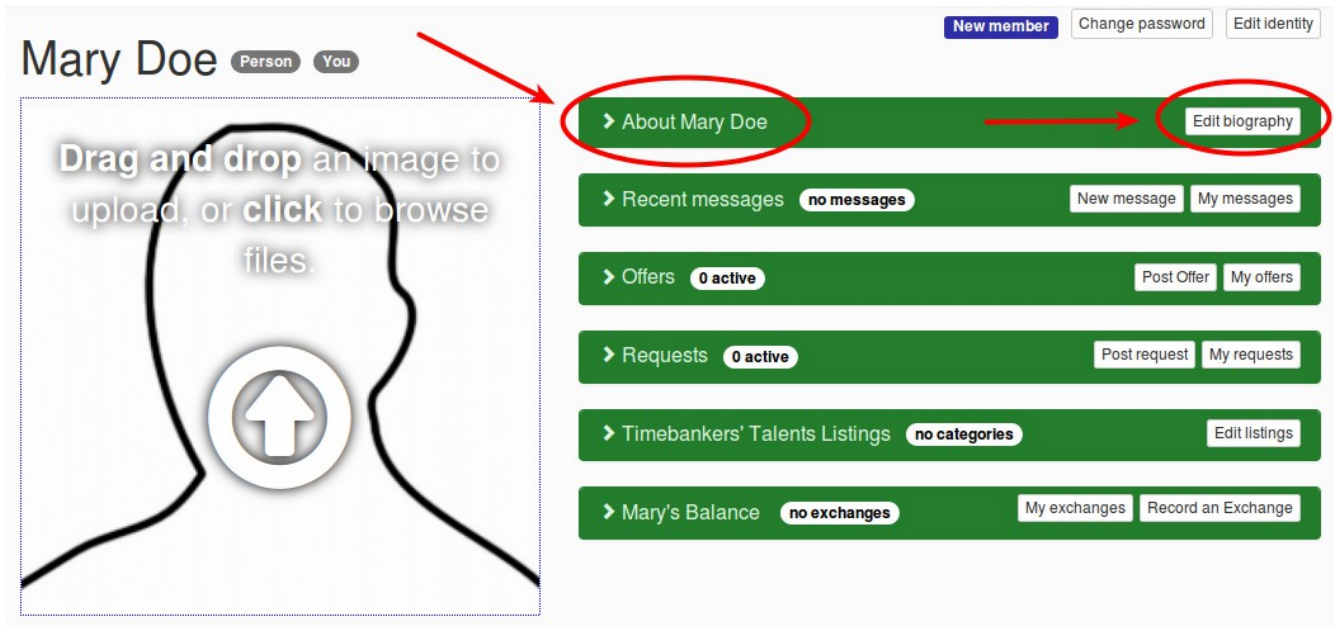 New member Change password Edit identity
Mary Doe Person You
Drag and drop an image to
upload, or click to browse
files.
About Mary Doe Edit biography
Recent messages no messages New message My messages
Offers 0 active Post Offer My offers
Requests 0 active Post request My requests
Timebankers' Talents Listings no categories Edit listings
Mary's Balance no exchanges My exchanges Record an Exchange